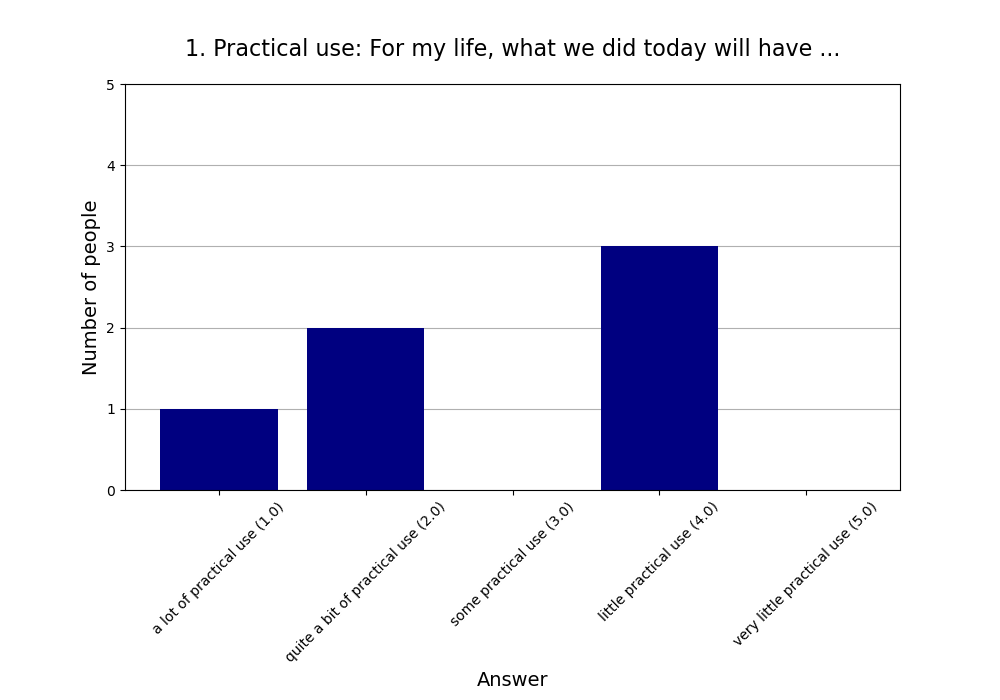 1. Practical use: For my life, what we did today will have ...
5
4
3
2
1
0
Number of people
a lot of practical use (1.0)
quite a bit of practical use (2.0)
some practical use (3.0)
little practical use (4.0)
very little practical use (5.0)
Answer